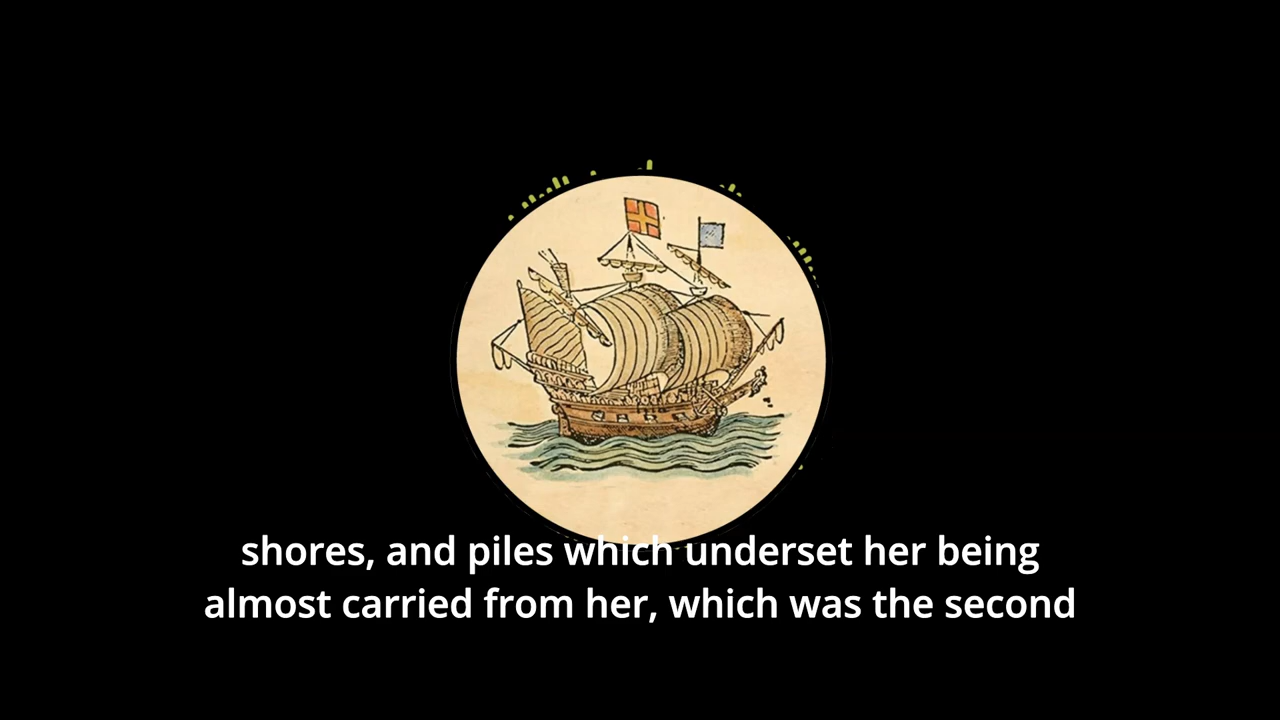 shores, and piles which underset her being
almost carried from her, which was the second